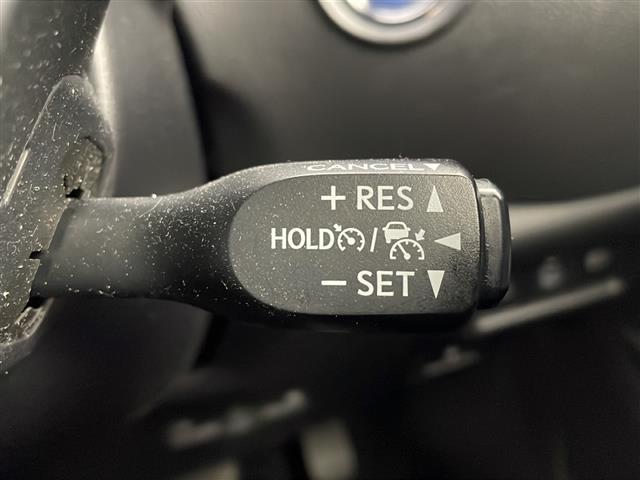 CANCEL▼
+ RES ▲
HOLD / ◄
− SET ▼